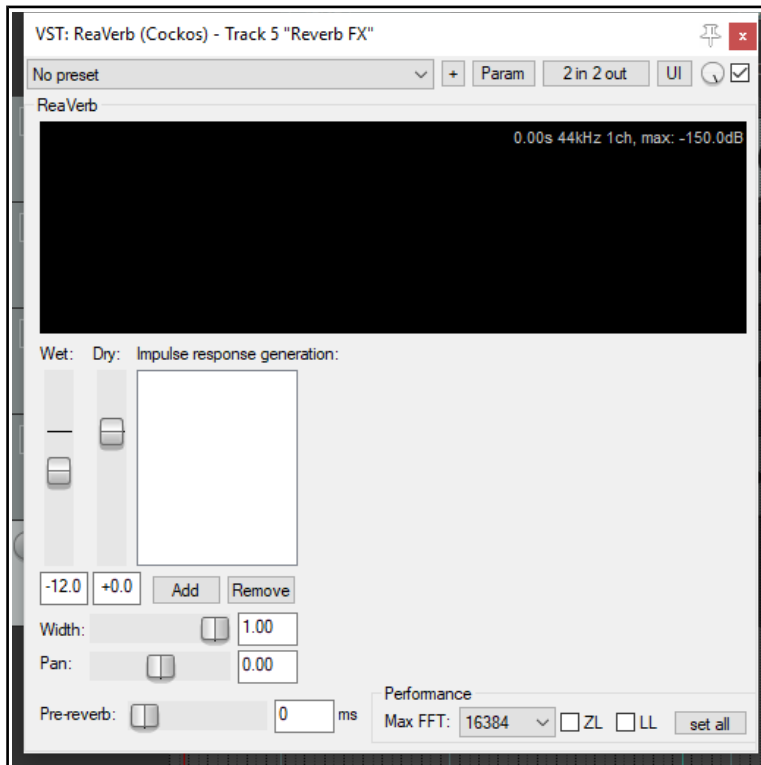 VST: ReaVerb (Cockos) - Track 5 "Reverb FX"
x
No preset + Param 2 in 2 out UI
ReaVerb
0.00s 44kHz 1ch, max: -150.0dB
Wet: Dry: Impulse response generation:
-12.0 +0.0 Add Remove
Width: 1.00
Pan: 0.00
Performance
Pre-reverb: 0 ms Max FFT: 16384 ZL LL set all